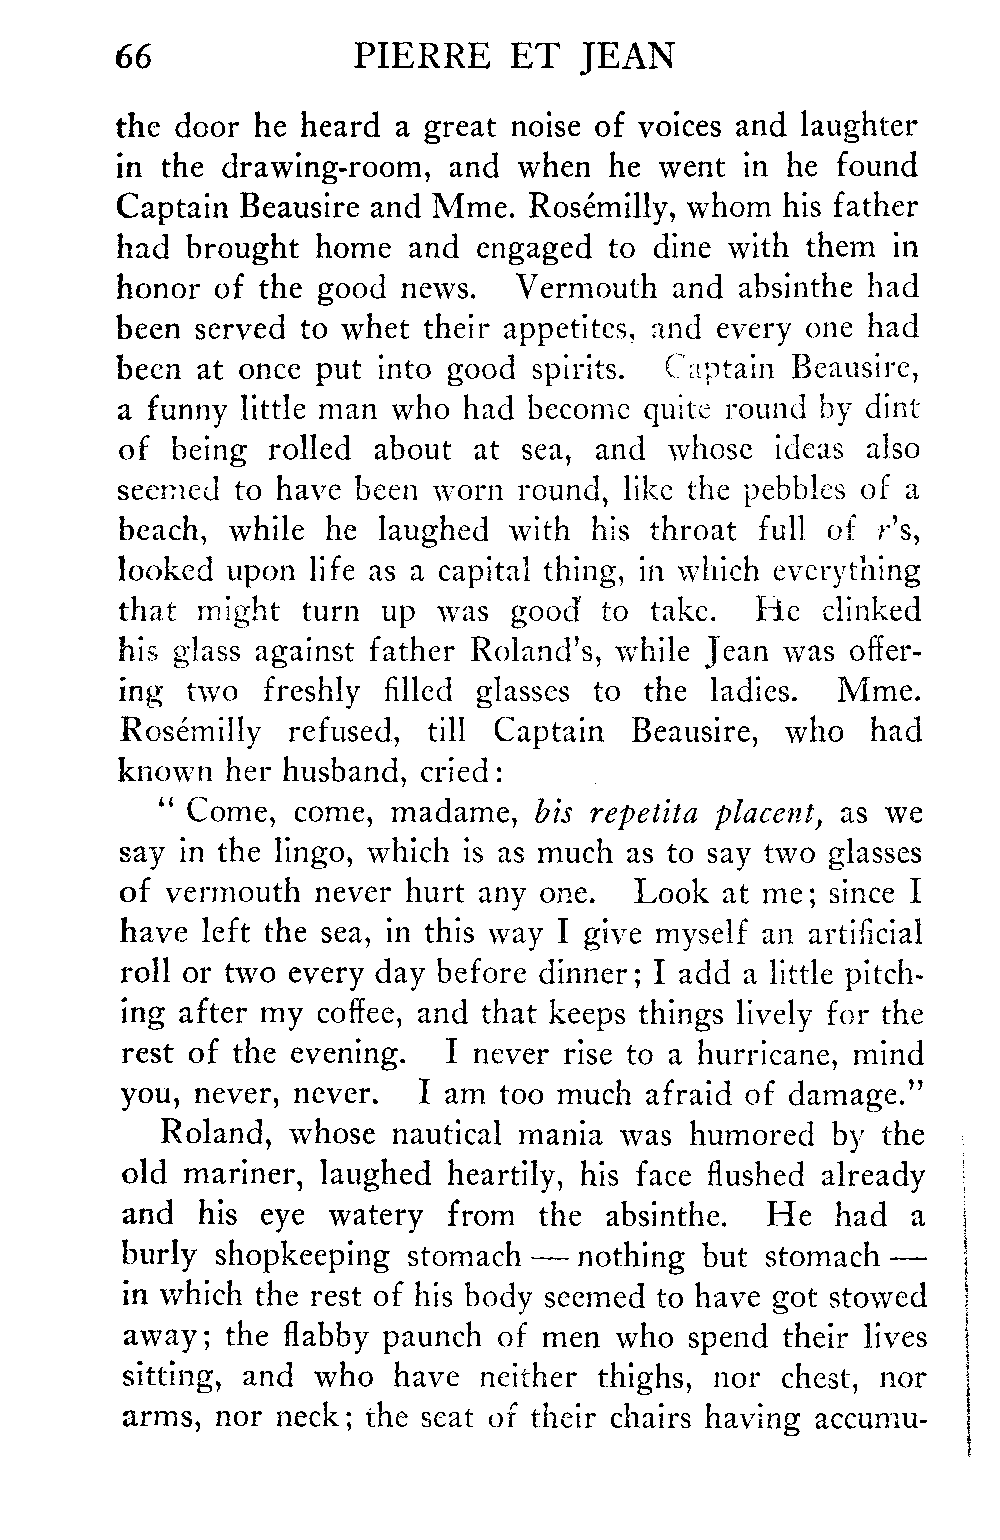 66 PIERRE ET JEAN
the door he heard a great noise of voices and laughter
in the drawing-room, and when he went in he found
Captain Beausire and Mme. Rosémilly, whom his father
had brought home and engaged to dine with them in
honor of the good news. Vermouth and absinthe had
been served to whet their appetites, and every one had
been at once put into good spirits. Captain Beausire,
a funny little man who had become quite round by dint
of being rolled about at sea, and whose ideas also
seemed to have been worn round, like the pebbles of a
beach, while he laughed with his throat full of r's,
looked upon life as a capital thing, in which everything
that might turn up was good to take. He clinked
his glass against father Roland's, while Jean was offer-
ing two freshly filled glasses to the ladies. Mme.
Rosémilly refused, till Captain Beausire, who had
known her husband, cried:
“ Come, come, madame, bis repetita placent, as we
say in the lingo, which is as much as to say two glasses
of vermouth never hurt any one. Look at me; since I
have left the sea, in this way I give myself an artificial
roll or two every day before dinner; I add a little pitch-
ing after my coffee, and that keeps things lively for the
rest of the evening. I never rise to a hurricane, mind
you, never, never. I am too much afraid of damage.”
Roland, whose nautical mania was humored by the
old mariner, laughed heartily, his face flushed already
and his eye watery from the absinthe. He had a
burly shopkeeping stomach — nothing but stomach —
in which the rest of his body seemed to have got stowed
away; the flabby paunch of men who spend their lives
sitting, and who have neither thighs, nor chest, nor
arms, nor neck; the seat of their chairs having accumu-